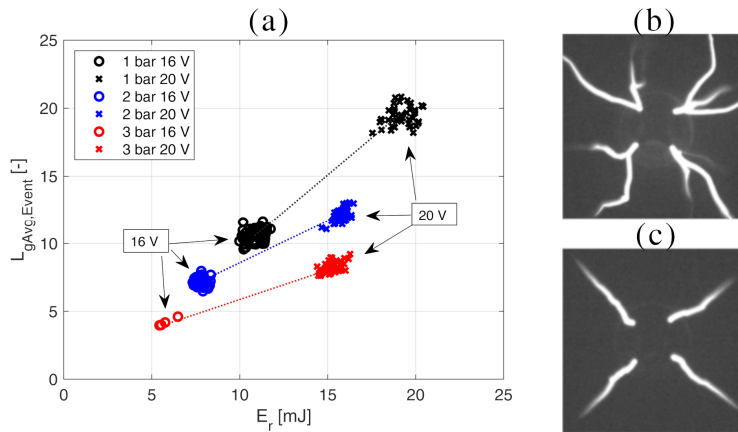 (a)
(b)
25
1 bar 16 V
1 bar 20 V
2 bar 16 V
2 bar 20 V
3 bar 16 V
3 bar 20 V
20
15
10
5
0
L_gAvg,Event [-]
16 V
20 V
(c)
0
5
10
15
20
25
E_r [mJ]